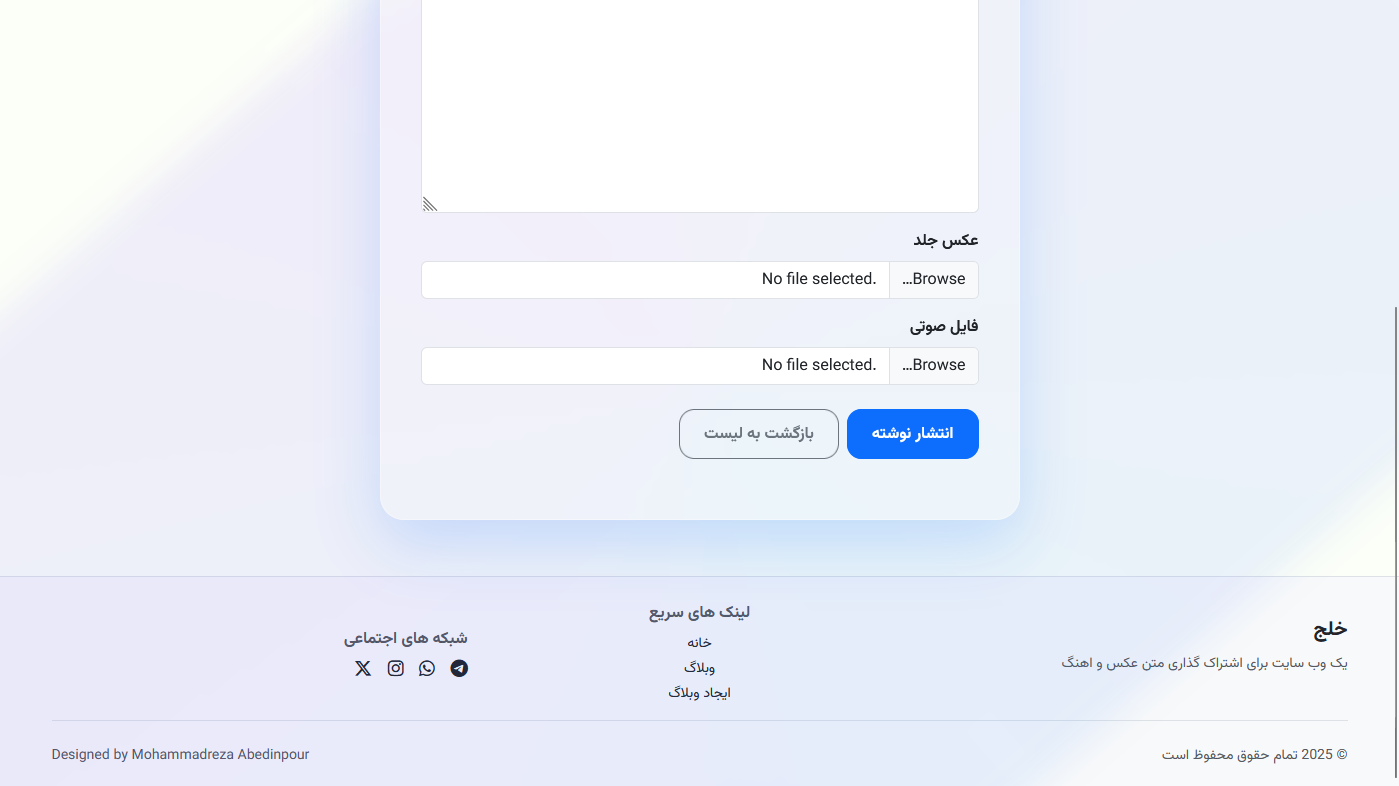 عکس جلد
Browse...
No file selected.
فایل صوتی
Browse...
No file selected.
انتشار نوشته
بازگشت به لیست
خلج
یک وب سایت برای اشتراک گذاری متن عکس و اهنگ
لینک های سریع
خانه
وبلاگ
ایجاد وبلاگ
شبکه های اجتماعی
© 2025 تمام حقوق محفوظ است
Designed by Mohammadreza Abedinpour